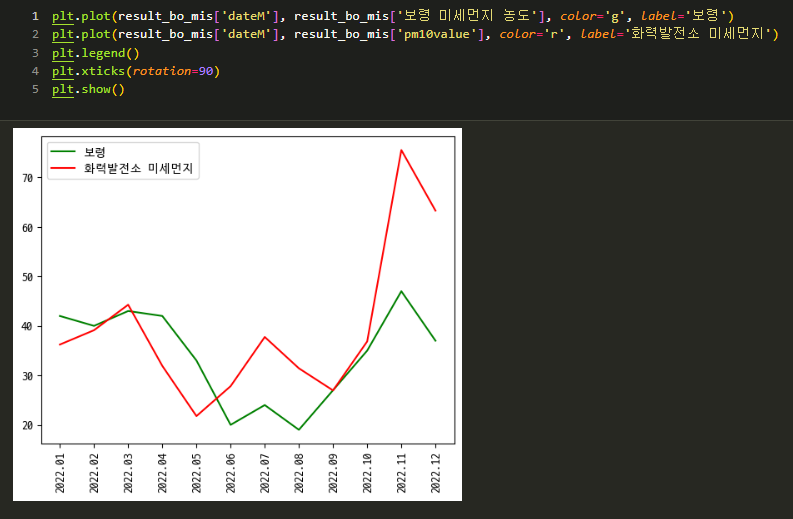 1 plt.plot(result_bo_mis['dateM'], result_bo_mis['보령 미세먼지 농도'], color='g', label='보령')
2 plt.plot(result_bo_mis['dateM'], result_bo_mis['pm10value'], color='r', label='화력발전소 미세먼지')
3 plt.legend()
4 plt.xticks(rotation=90)
5 plt.show()
보령
화력발전소 미세먼지
70
60
50
40
30
20
2022.01
2022.02
2022.03
2022.04
2022.05
2022.06
2022.07
2022.08
2022.09
2022.10
2022.11
2022.12